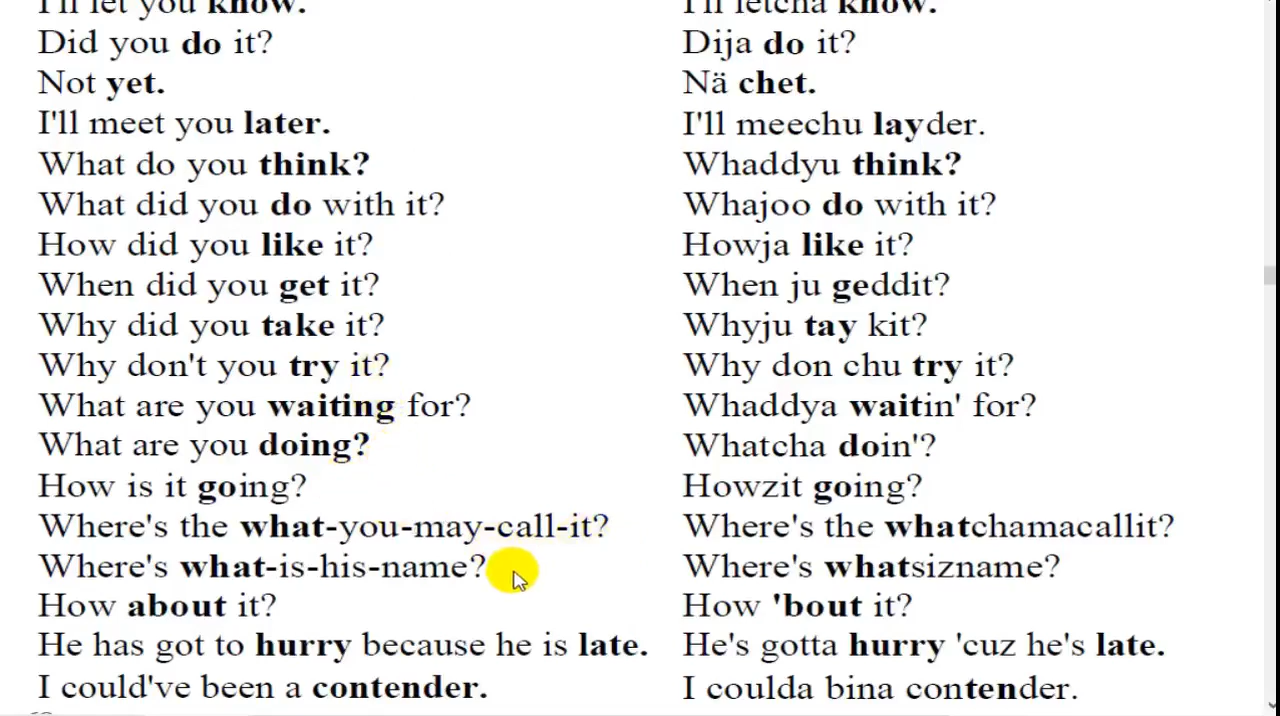 I'll let you know. I'll letcha know.
Did you do it? Dija do it?
Not yet. Nä chet.
I'll meet you later. I'll meechu layder.
What do you think? Whaddyu think?
What did you do with it? Whajoo do with it?
How did you like it? Howja like it?
When did you get it? When ju geddit?
Why did you take it? Whyju tay kit?
Why don't you try it? Why don chu try it?
What are you waiting for? Whaddya waitin' for?
What are you doing? Whatcha doin'?
How is it going? Howzit going?
Where's the what-you-may-call-it? Where's the whatchamacallit?
Where's what-is-his-name? Where's whatsizname?
How about it? How 'bout it?
He has got to hurry because he is late. He's gotta hurry 'cuz he's late.
I could've been a contender. I coulda bina contender.